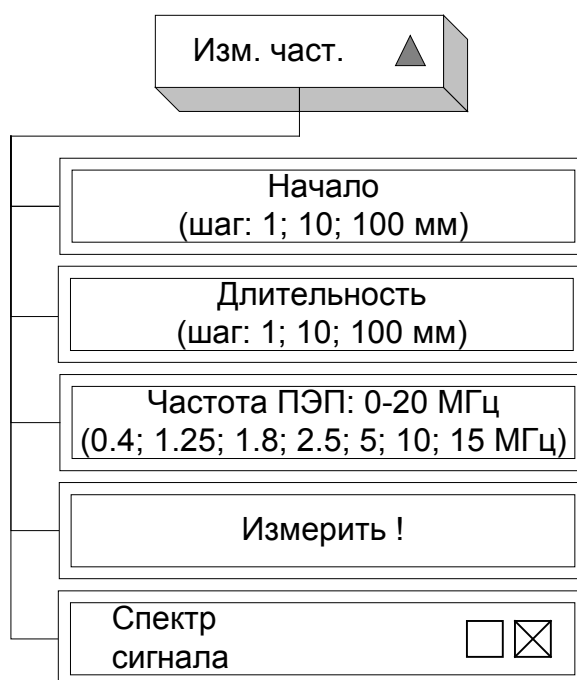 Изм. част.
Начало
(шаг: 1; 10; 100 мм)
Длительность
(шаг: 1; 10; 100 мм)
Частота ПЭП: 0-20 МГц
(0.4; 1.25; 1.8; 2.5; 5; 10; 15 МГц)
Измерить !
Спектр
сигнала